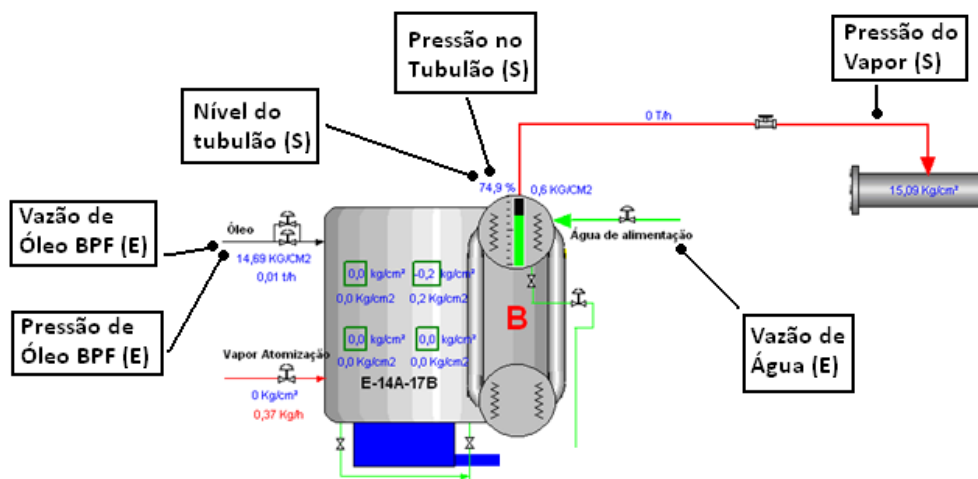 Pressão no
Tubulão (S)
Pressão do
Vapor (S)
Nível do
tubulão (S)
0 T/h
74,9 %
0,6 KG/CM2
15,09 Kg/cm²
Vazão de
Óleo BPF (E)
Óleo
14,69 KG/CM2
0,01 t/h
Água de alimentação
0,0 kg/cm²
-0,2 kg/cm²
0,0 Kg/cm2
0,2 Kg/cm2
Pressão de
Óleo BPF (E)
B
0,0 kg/cm²
0,0 kg/cm²
0,0 Kg/cm2
0,0 Kg/cm2
Vazão de
Água (E)
Vapor Atomização
E-14A-17B
0 Kg/cm²
0,37 Kg/h